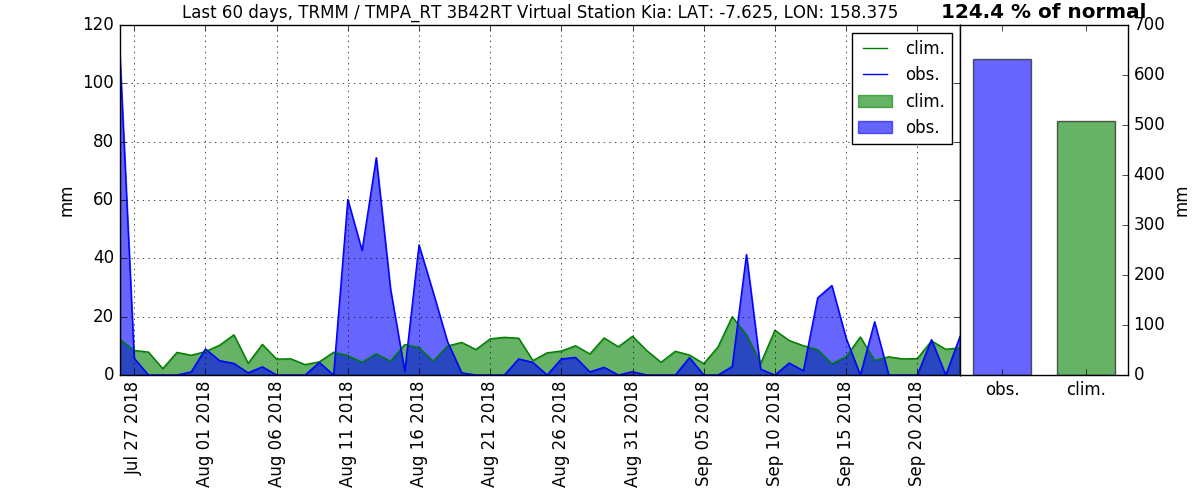 Last 60 days, TRMM / TMPA_RT 3B42RT Virtual Station Kia: LAT: -7.625, LON: 158.375
124.4 % of normal
120
100
80
60
40
20
0
mm
clim.
obs.
clim.
obs.
700
600
500
400
300
200
100
0
mm
Jul 27 2018
Aug 01 2018
Aug 06 2018
Aug 11 2018
Aug 16 2018
Aug 21 2018
Aug 26 2018
Aug 31 2018
Sep 05 2018
Sep 10 2018
Sep 15 2018
Sep 20 2018
obs.
clim.